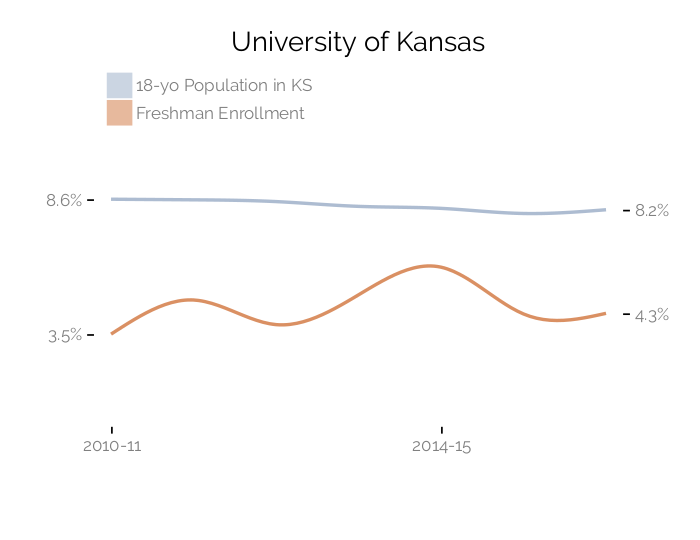 University of Kansas
18-yo Population in KS
Freshman Enrollment
8.6%
8.2%
4.3%
3.5%
2010-11
2014-15